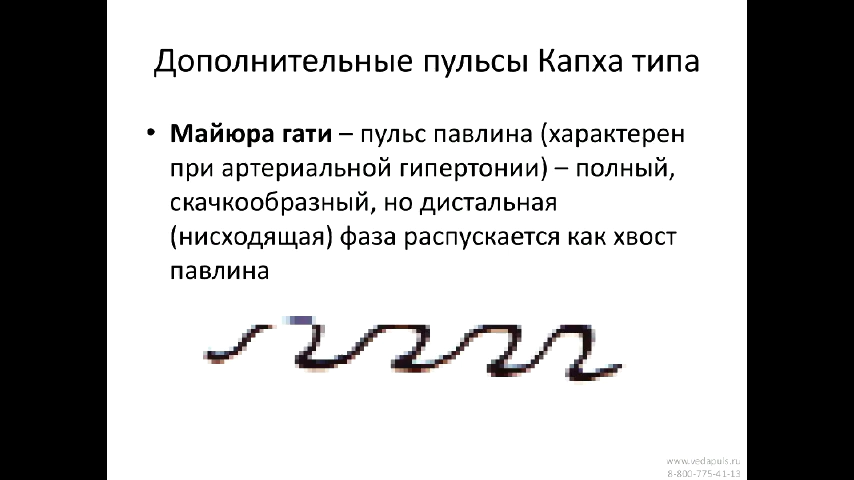 Дополнительные пульсы Капха типа
• Майюра гати – пульс павлина (характерен
при артериальной гипертонии) – полный,
скачкообразный, но дистальная
(нисходящая) фаза распускается как хвост
павлина
www.vedapuls.ru
8-800-775-41-13